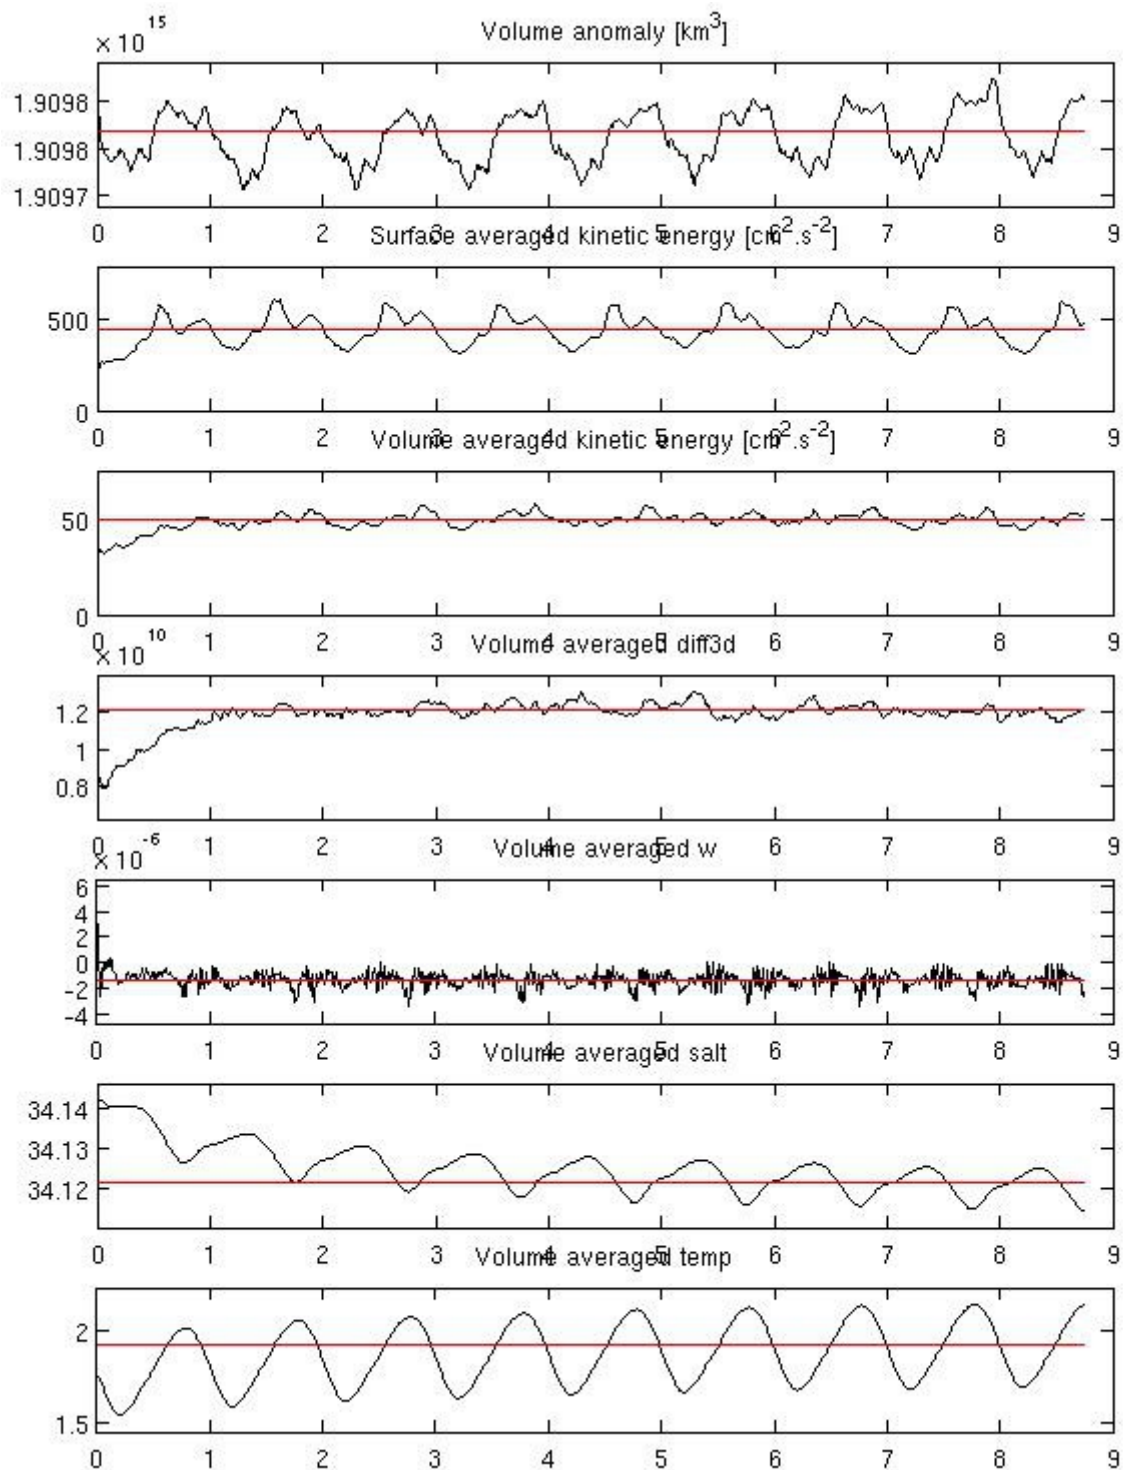 × 10^15
Volume anomaly [km^3]
1.9098
1.9098
1.9097
0 1 2 3 4 5 6 7 8 9
Surface averaged kinetic energy [cm^2.s^-2]
500
0
0 1 2 3 4 5 6 7 8 9
Volume averaged kinetic energy [cm^2.s^-2]
50
0
0 1 2 3 4 5 6 7 8 9
× 10^10
Volume averaged diff3d
1.2
1
0.8
0 1 2 3 4 5 6 7 8 9
× 10^-6
Volume averaged w
6
4
2
0
-2
-4
0 1 2 3 4 5 6 7 8 9
Volume averaged salt
34.14
34.13
34.12
0 1 2 3 4 5 6 7 8 9
Volume averaged temp
2
1.5
0 1 2 3 4 5 6 7 8 9